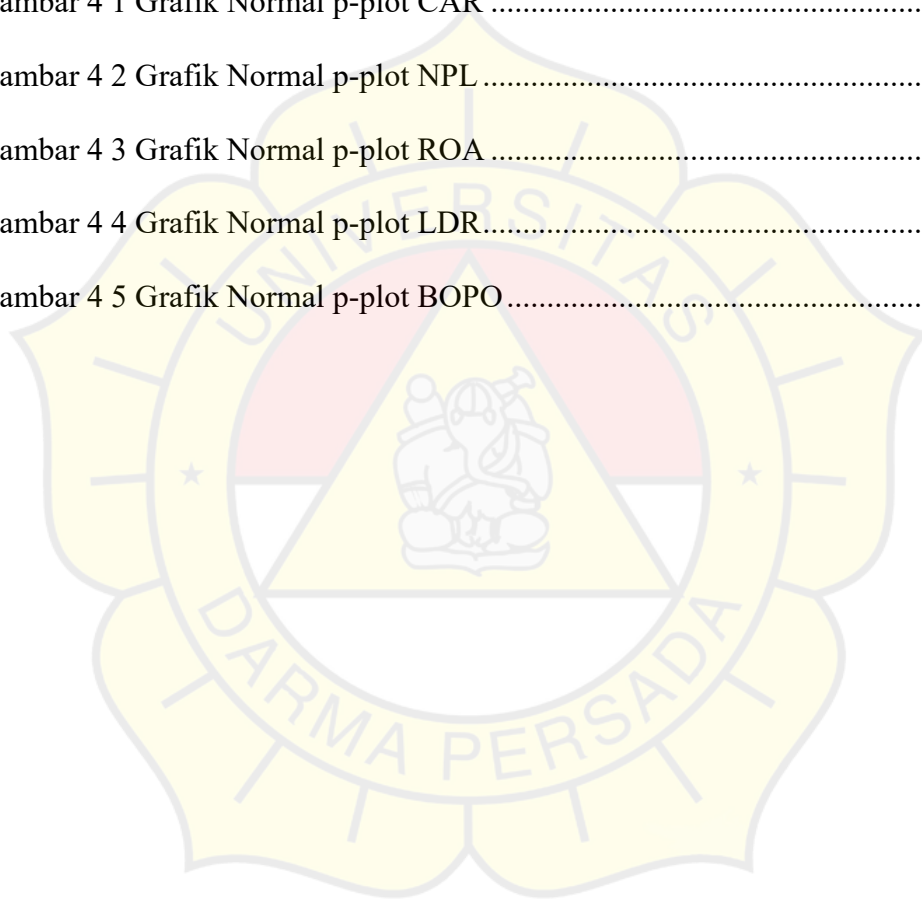 ambar 4 1 Grafik Normal p-plot CAR ......................................................
ambar 4 2 Grafik Normal p-plot NPL .......................................................
ambar 4 3 Grafik Normal p-plot ROA ......................................................
ambar 4 4 Grafik Normal p-plot LDR.......................................................
ambar 4 5 Grafik Normal p-plot BOPO ....................................................
UNIVERSITAS
DARMA PERSADA